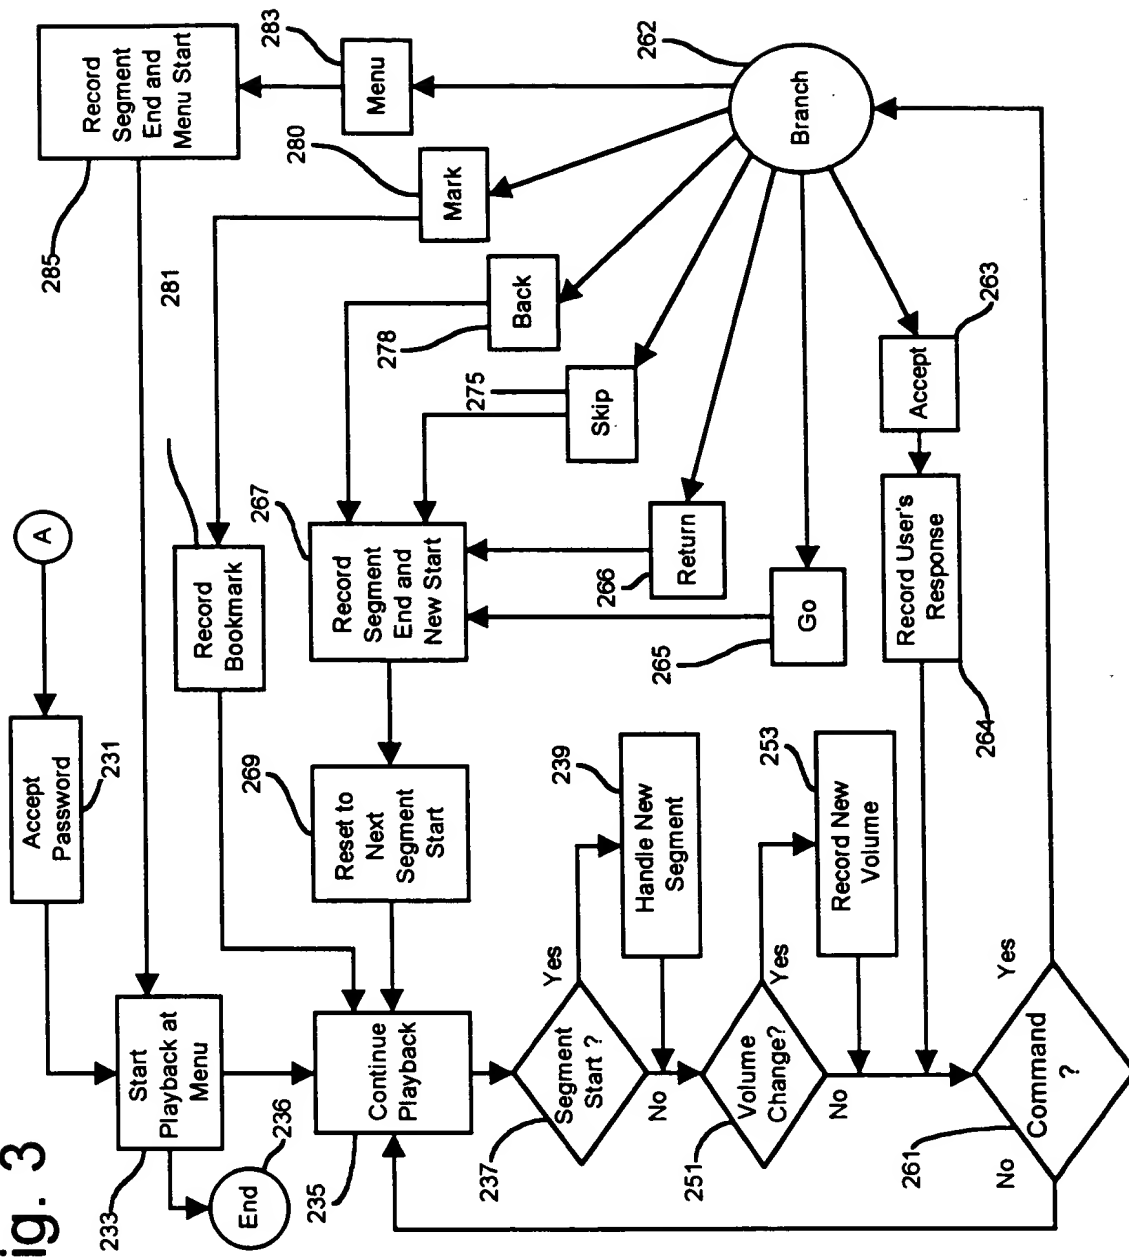 ig. 3
A
Accept
Password
231
Start
Playback at
Menu
233
End
236
Record
Segment
End and
Menu Start
285
281
Record
Bookmark
Continue
Playback
235
Reset to
Next
Segment
Start
269
Record
Segment
End and
New Start
267
Menu
283
Mark
280
Back
278
Skip
275
Return
266
Go
265
Accept
263
Record User's
Response
264
Branch
262
Segment
Start ?
237
Yes
No
Handle New
Segment
239
Volume
Change?
251
Yes
No
Record New
Volume
253
Command
?
261
Yes
No